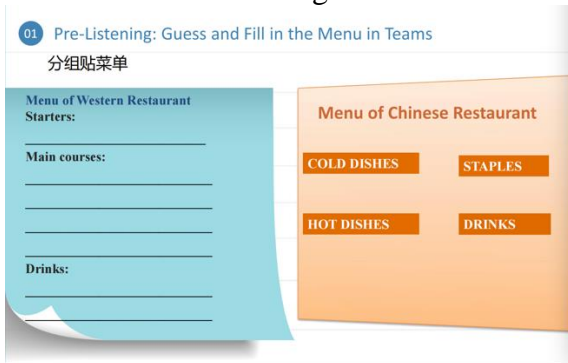 01 Pre-Listening: Guess and Fill in the Menu in Teams
分组贴菜单
Menu of Western Restaurant
Starters:
Main courses:
Drinks:
Menu of Chinese Restaurant
COLD DISHES
STAPLES
HOT DISHES
DRINKS